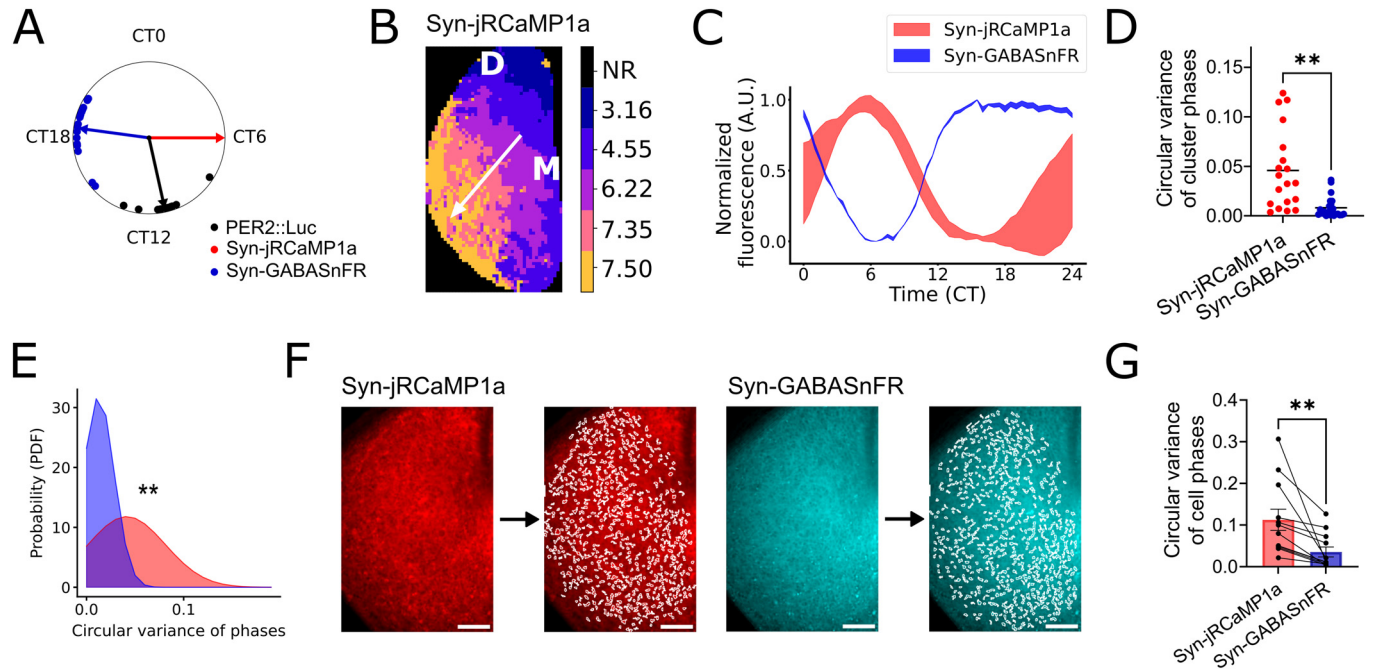 A
CT0
CT18
CT6
CT12
PER2::Luc
Syn-jRCaMP1a
Syn-GABASnFR
B
Syn-jRCaMP1a
D
M
NR
3.16
4.55
6.22
7.35
7.50
C
Syn-jRCaMP1a
Syn-GABASnFR
Normalized
fluorescence (A.U.)
1.0
0.5
0.0
0
6
12
18
24
Time (CT)
D
**
Circular variance
of cluster phases
0.15
0.10
0.05
0.00
Syn-jRCaMP1a
Syn-GABASnFR
E
Probability (PDF)
30
20
10
0
**
0.0
0.1
Circular variance of phases
F
Syn-jRCaMP1a
Syn-GABASnFR
G
**
Circular variance
of cell phases
0.4
0.3
0.2
0.1
0.0
Syn-jRCaMP1a
Syn-GABASnFR